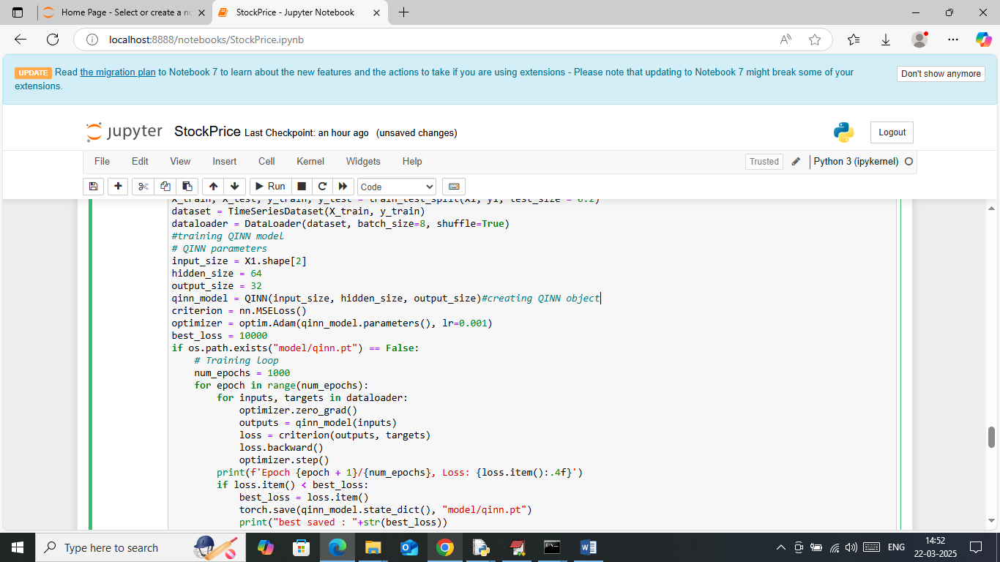 Home Page - Select or create a no
StockPrice - Jupyter Notebook
localhost:8888/notebooks/StockPrice.ipynb
UPDATE Read the migration plan to Notebook 7 to learn about the new features and the actions to take if you are using extensions - Please note that updating to Notebook 7 might break some of your
extensions.
Don't show anymore
jupyter StockPrice Last Checkpoint: an hour ago (unsaved changes)
Logout
File Edit View Insert Cell Kernel Widgets Help
Trusted Python 3 (ipykernel)
Run Code
X_train, X_test, y_train, y_test = train_test_split(X1, y1, test_size = 0.2)
dataset = TimeSeriesDataset(X_train, y_train)
dataloader = DataLoader(dataset, batch_size=8, shuffle=True)
#training QINN model
# QINN parameters
input_size = X1.shape[2]
hidden_size = 64
output_size = 32
qinn_model = QINN(input_size, hidden_size, output_size)#creating QINN object
criterion = nn.MSELoss()
optimizer = optim.Adam(qinn_model.parameters(), lr=0.001)
best_loss = 10000
if os.path.exists("model/qinn.pt") == False:
    # Training loop
    num_epochs = 1000
    for epoch in range(num_epochs):
        for inputs, targets in dataloader:
            optimizer.zero_grad()
            outputs = qinn_model(inputs)
            loss = criterion(outputs, targets)
            loss.backward()
            optimizer.step()
        print(f'Epoch {epoch + 1}/{num_epochs}, Loss: {loss.item():.4f}')
        if loss.item() < best_loss:
            best_loss = loss.item()
            torch.save(qinn_model.state_dict(), "model/qinn.pt")
            print("best saved : "+str(best_loss))
Type here to search
ENG
14:52
22-03-2025